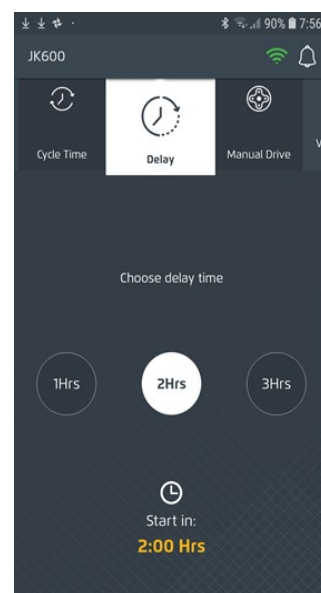 90% 7:56
JK600
Cycle Time
Delay
Manual Drive
Choose delay time
1Hrs
2Hrs
3Hrs
Start in:
2:00 Hrs